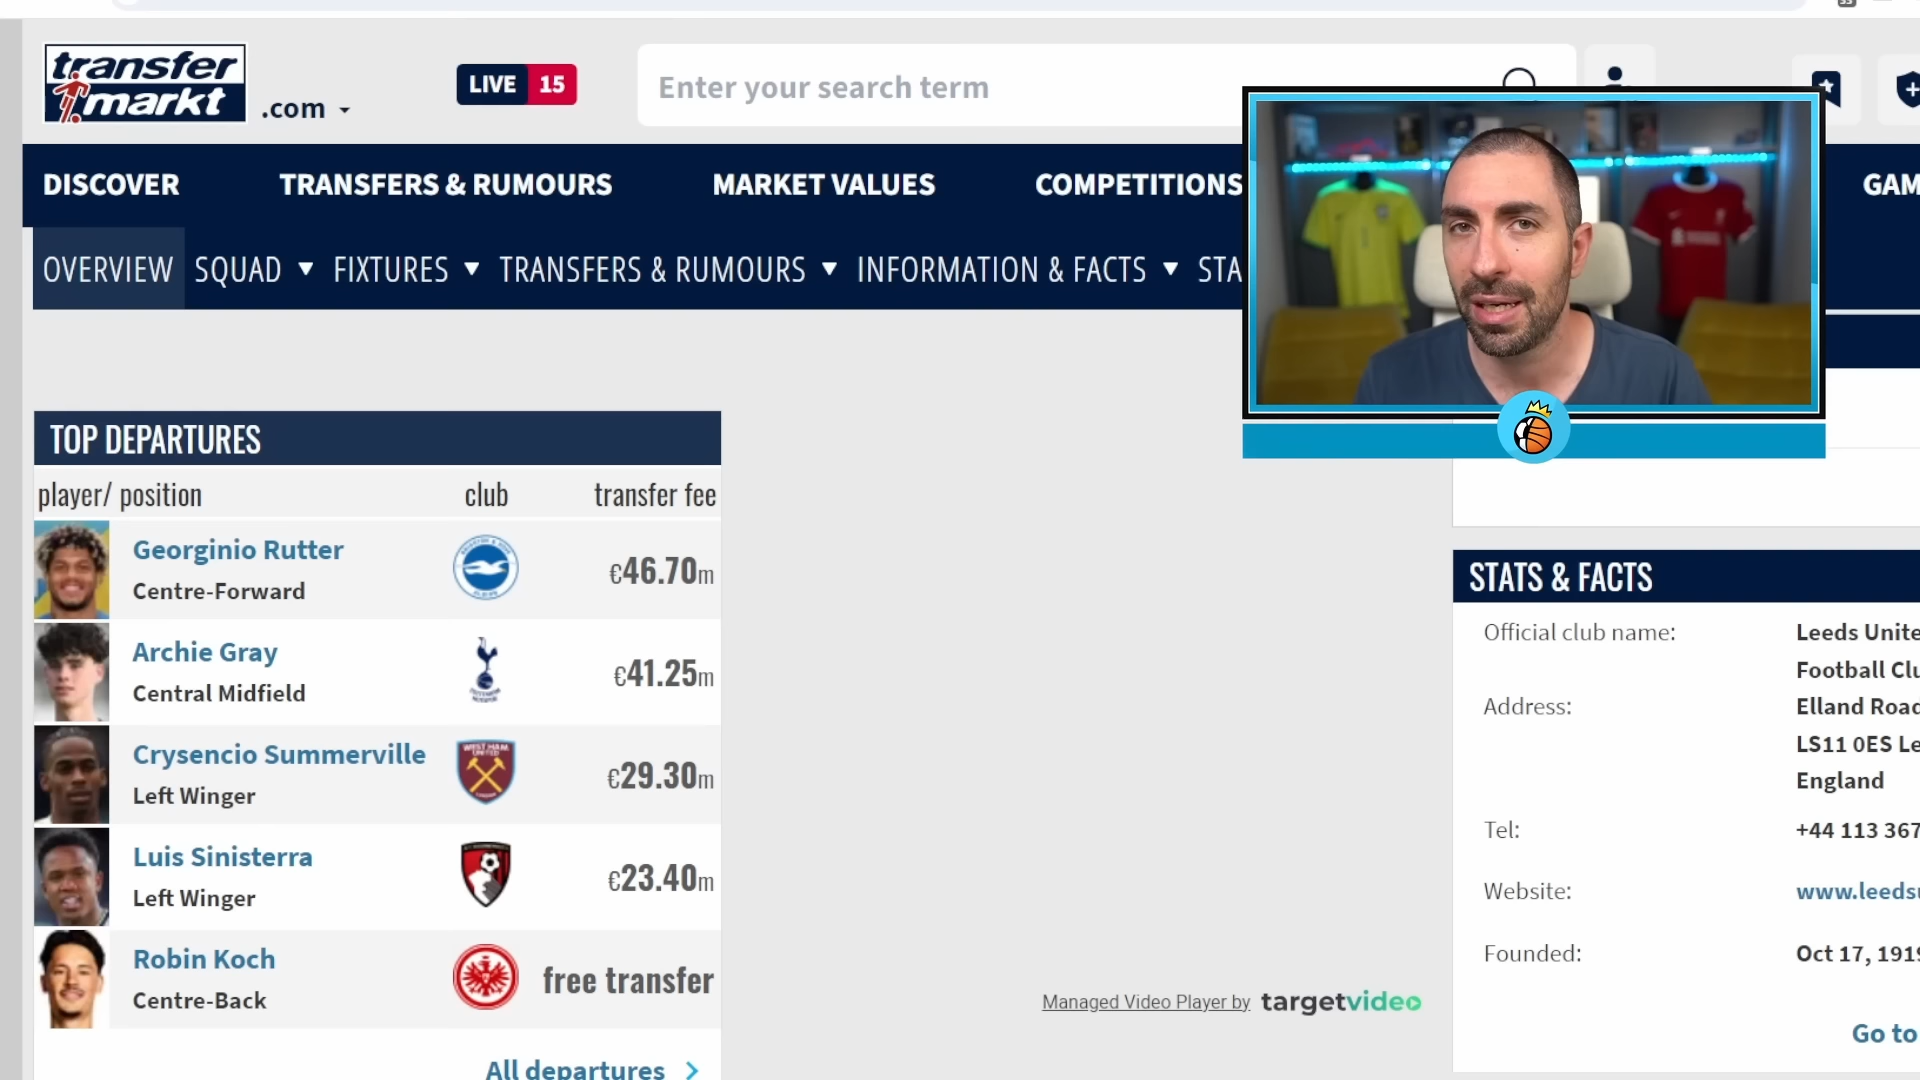 transfer
markt
.com
LIVE 15
Enter your search term
DISCOVER TRANSFERS & RUMOURS MARKET VALUES COMPETITIONS GAM
OVERVIEW SQUAD FIXTURES TRANSFERS & RUMOURS INFORMATION & FACTS STA
TOP DEPARTURES
player/ position club transfer fee
Georginio Rutter
Centre-Forward
€46.70m
Archie Gray
Central Midfield
€41.25m
Crysencio Summerville
Left Winger
WEST HAM
UNITED
€29.30m
Luis Sinisterra
Left Winger
€23.40m
Robin Koch
Centre-Back
free transfer
All departures
Managed Video Player by targetvideo
STATS & FACTS
Official club name: Leeds Unite
Football Clu
Address: Elland Road
LS11 0ES Le
England
Tel: +44 113 367
Website: www.leedsu
Founded: Oct 17, 1919
Go to